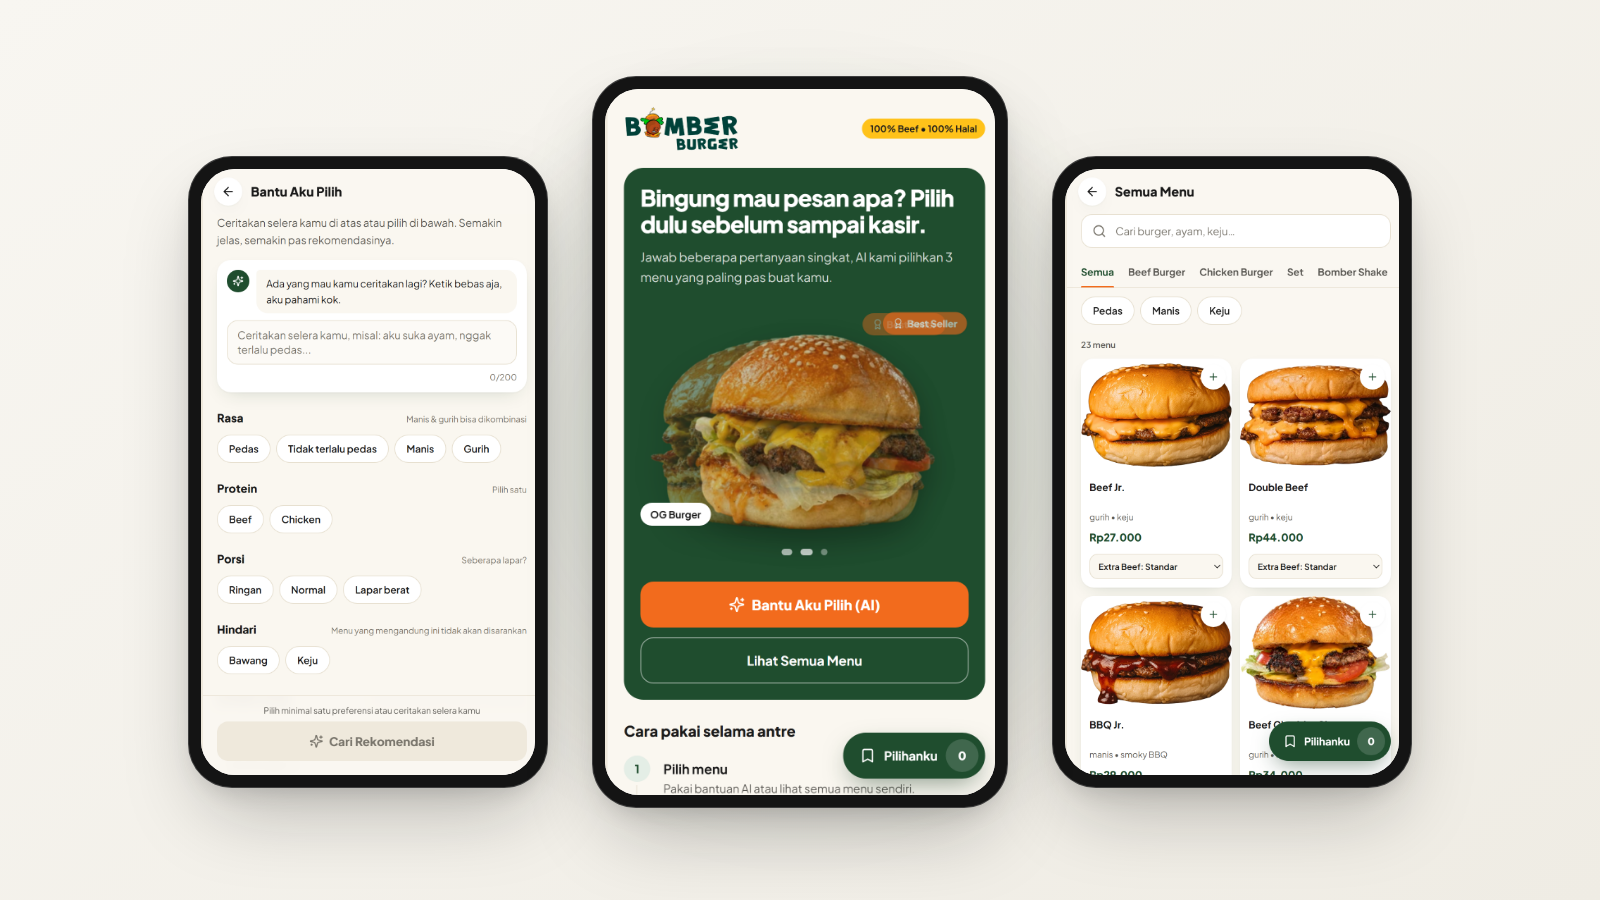 Bantu Aku Pilih
Ceritakan selera kamu di atas atau pilih di bawah. Semakin
jelas, semakin pas rekomendasinya.
Ada yang mau kamu ceritakan lagi? Ketik bebas aja,
aku pahami kok.
Ceritakan selera kamu, misal: aku suka ayam, nggak
terlalu pedas...
0/200
Rasa
Manis & gurih bisa dikombinasi
Pedas
Tidak terlalu pedas
Manis
Gurih
Protein
Pilih satu
Beef
Chicken
Porsi
Seberapa lapar?
Ringan
Normal
Lapar berat
Hindari
Menu yang mengandung ini tidak akan disarankan
Bawang
Keju
Pilih minimal satu preferensi atau ceritakan selera kamu
Cari Rekomendasi
BOMBER
BURGER
100% Beef • 100% Halal
Bingung mau pesan apa? Pilih
dulu sebelum sampai kasir.
Jawab beberapa pertanyaan singkat, AI kami pilihkan 3
menu yang paling pas buat kamu.
Best Seller
OG Burger
Bantu Aku Pilih (AI)
Lihat Semua Menu
Cara pakai selama antre
1
Pilih menu
Pakai bantuan AI atau lihat semua menu sendiri.
Pilihanku
0
Semua Menu
Cari burger, ayam, keju...
Semua
Beef Burger
Chicken Burger
Set
Bomber Shake
Pedas
Manis
Keju
23 menu
Beef Jr.
gurih • keju
Rp27.000
Extra Beef: Standar
Double Beef
gurih • keju
Rp44.000
Extra Beef: Standar
BBQ Jr.
manis • smoky BBQ
Rp29.000
Beef
gurih •
Rp34.000
Pilihanku
0